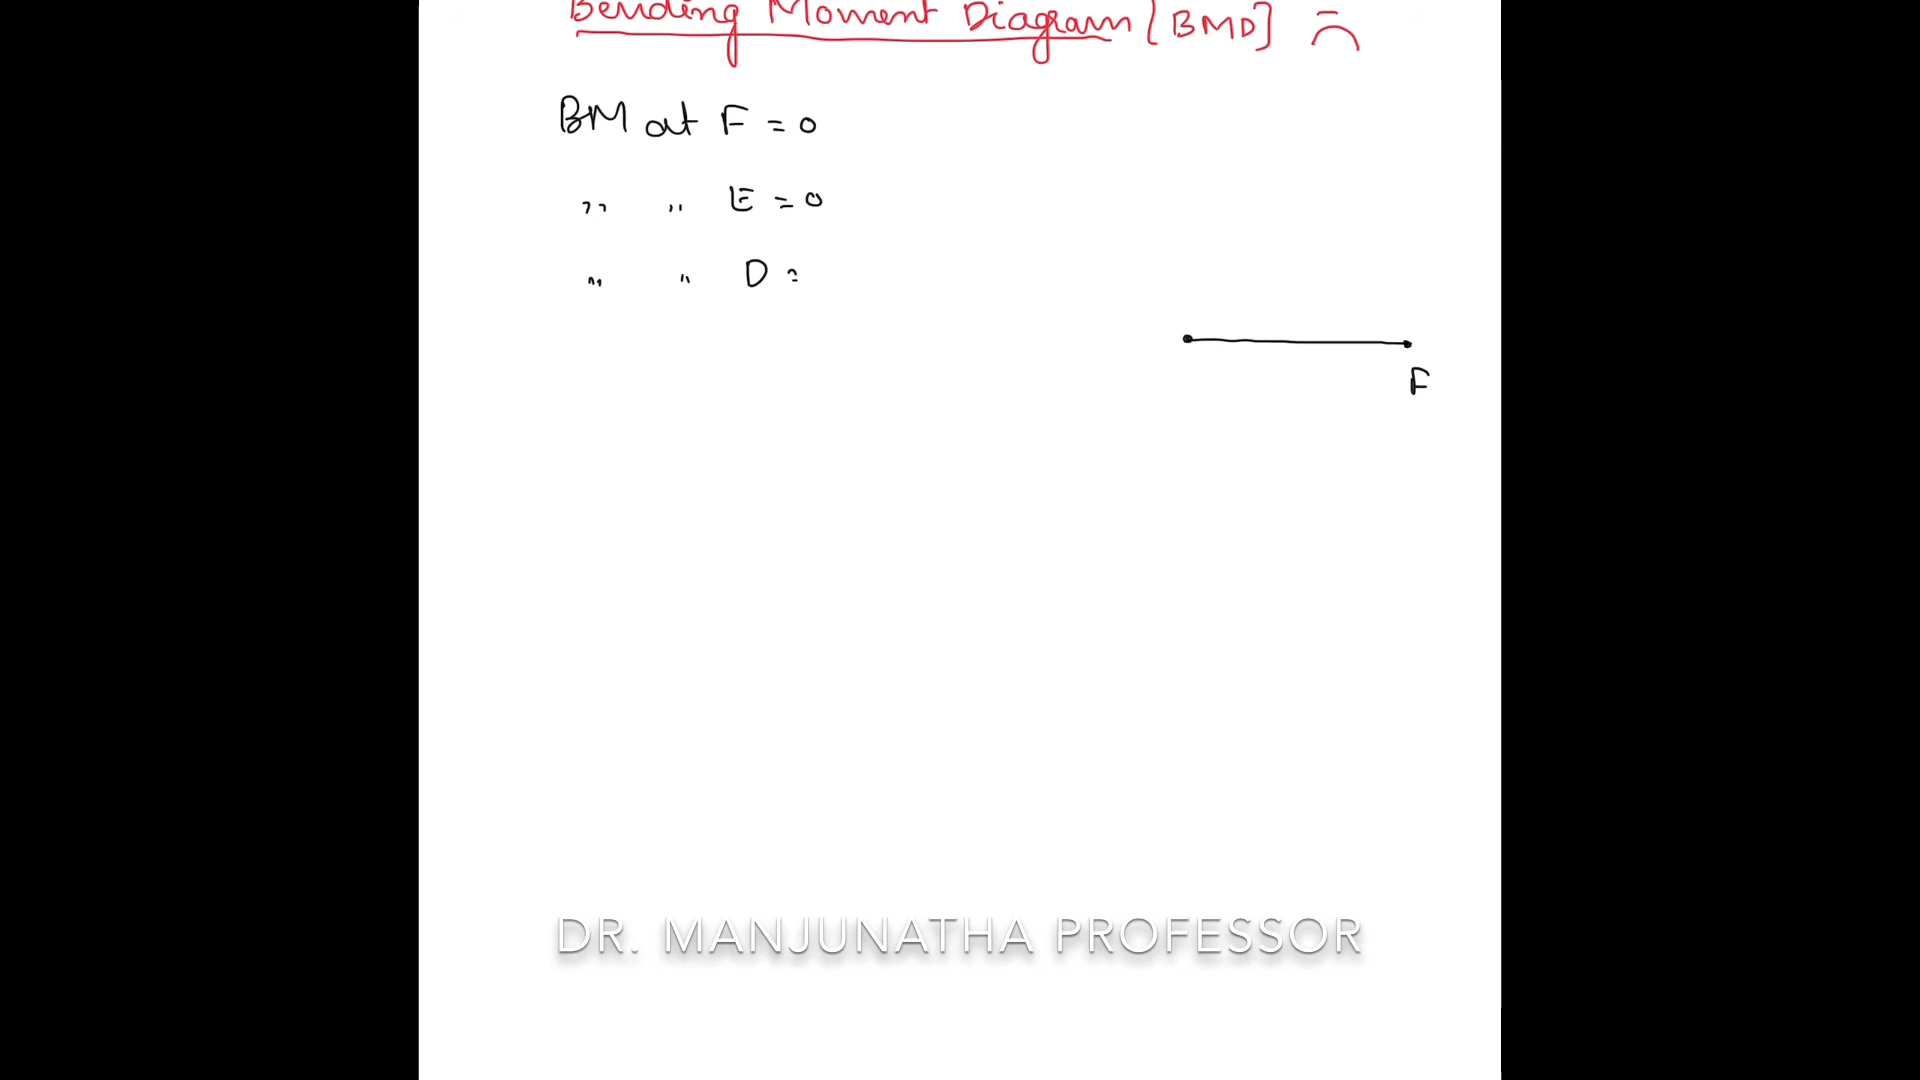 Bending Moment Diagram [BMD]
BM at F = 0
,, ,, E = 0
,, ,, D =
F
DR. MANJUNATHA PROFESSOR